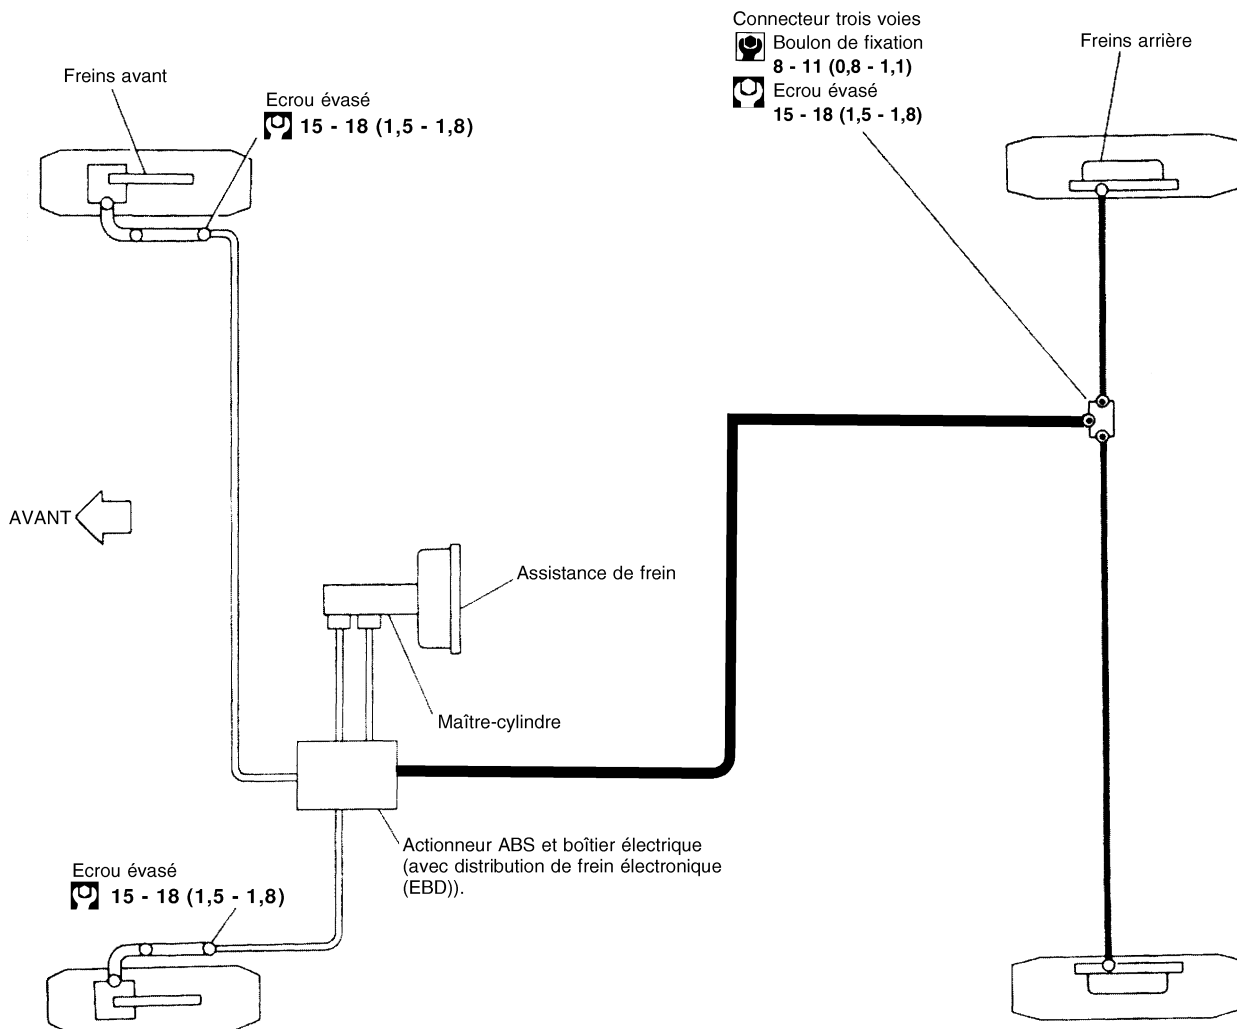 Connecteur trois voies
Boulon de fixation
8 - 11 (0,8 - 1,1)
Ecrou évasé
15 - 18 (1,5 - 1,8)
Freins arrière
Freins avant
Ecrou évasé
15 - 18 (1,5 - 1,8)
AVANT
Assistance de frein
Maître-cylindre
Actionneur ABS et boîtier électrique
(avec distribution de frein électronique
(EBD)).
Ecrou évasé
15 - 18 (1,5 - 1,8)